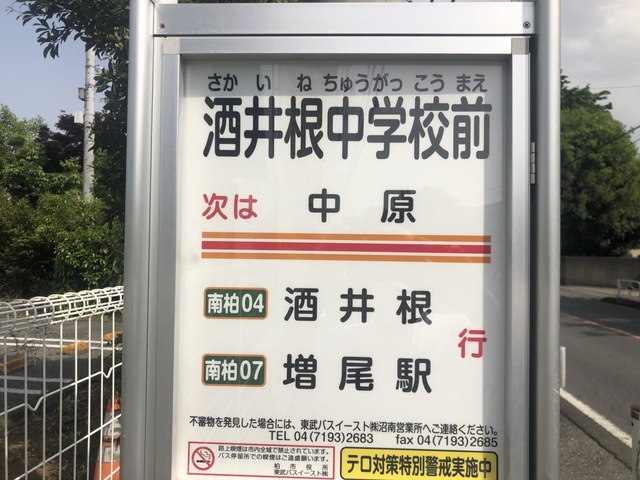 さかいねちゅうがっこうまえ
酒井根中学校前
次は 中原
南柏04 酒井根
行
南柏07 増尾駅
不審物を発見した場合には、東武バスイースト㈱沼南営業所へご連絡ください。
TEL 04(7193)2683 fax 04(7193)2685
路上喫煙は市内全域で禁止されています。
バス停留所での喫煙はご遠慮願います。
柏市役所
東武バスイースト㈱
テロ対策特別警戒実施中